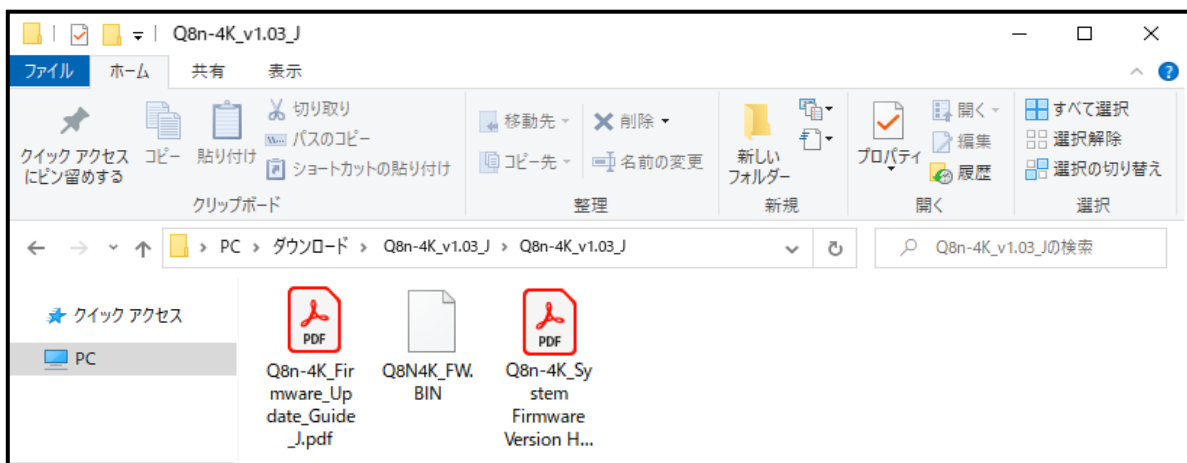 Q8n-4K_v1.03_J
ファイル ホーム 共有 表示
クイック アクセス
にピン留めする
コピー
貼り付け
切り取り
パスのコピー
ショートカットの貼り付け
クリップボード
移動先
コピー先
削除
名前の変更
整理
新しい
フォルダー
新規
プロパティ
開く
編集
履歴
開く
すべて選択
選択解除
選択の切り替え
選択
PC › ダウンロード › Q8n-4K_v1.03_J › Q8n-4K_v1.03_J
Q8n-4K_v1.03_Jの検索
クイック アクセス
PC
PDF
Q8n-4K_Fir
mware_Up
date_Guide
_J.pdf
Q8N4K_FW.
BIN
PDF
Q8n-4K_Sy
stem
Firmware
Version H...